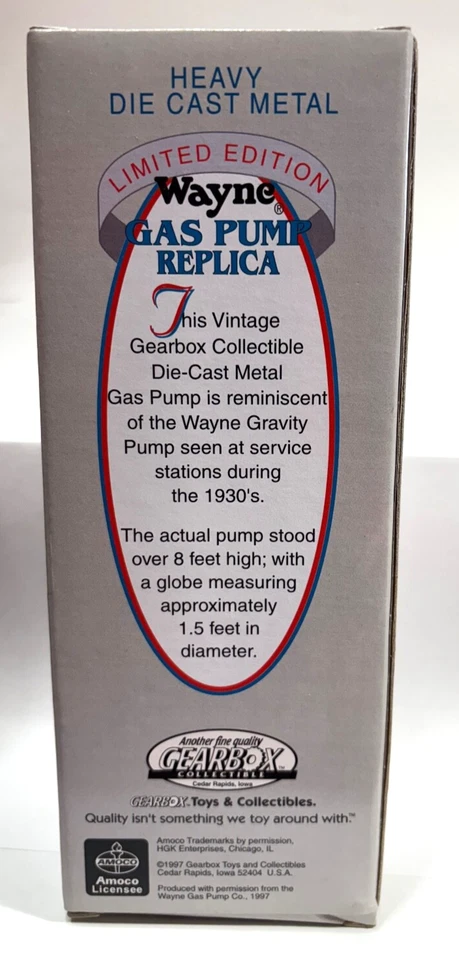 HEAVY
DIE CAST METAL
LIMITED EDITION
Wayne®
GAS PUMP
REPLICA
This Vintage
Gearbox Collectible
Die-Cast Metal
Gas Pump is reminiscent
of the Wayne Gravity
Pump seen at service
stations during
the 1930's.
The actual pump stood
over 8 feet high; with
a globe measuring
approximately
1.5 feet in
diameter.
Another fine quality
GEARBOX™
COLLECTIBLE
Cedar Rapids, Iowa
GEARBOX™ Toys & Collectibles.
Quality isn't something we toy around with.™
AMOCO
Amoco
Licensee
Amoco Trademarks by permission,
HGK Enterprises, Chicago, IL
©1997 Gearbox Toys and Collectibles
Cedar Rapids, Iowa 52404 U.S.A.
Produced with permission from the
Wayne Gas Pump Co., 1997